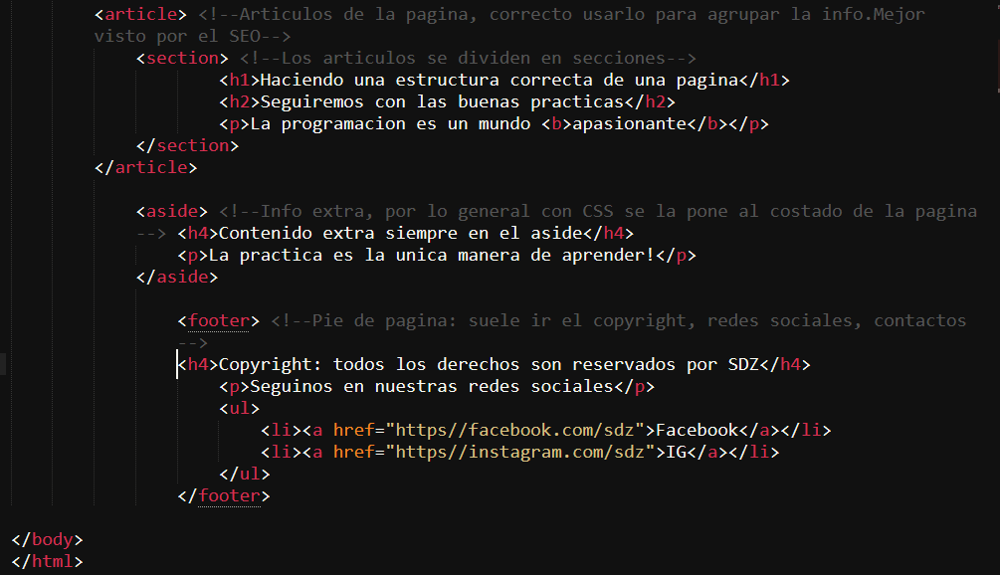 <article> <!--Articulos de la pagina, correcto usarlo para agrupar la info.Mejor
visto por el SEO-->
<section> <!--Los articulos se dividen en secciones-->
<h1>Haciendo una estructura correcta de una pagina</h1>
<h2>Seguiremos con las buenas practicas</h2>
<p>La programacion es un mundo <b>apasionante</b></p>
</section>
</article>
<aside> <!--Info extra, por lo general con CSS se la pone al costado de la pagina
--> <h4>Contenido extra siempre en el aside</h4>
<p>La practica es la unica manera de aprender!</p>
</aside>
<footer> <!--Pie de pagina: suele ir el copyright, redes sociales, contactos
-->
<h4>Copyright: todos los derechos son reservados por SDZ</h4>
<p>Seguinos en nuestras redes sociales</p>
<ul>
<li><a href="https//facebook.com/sdz">Facebook</a></li>
<li><a href="https//instagram.com/sdz">IG</a></li>
</ul>
</footer>
</body>
</html>